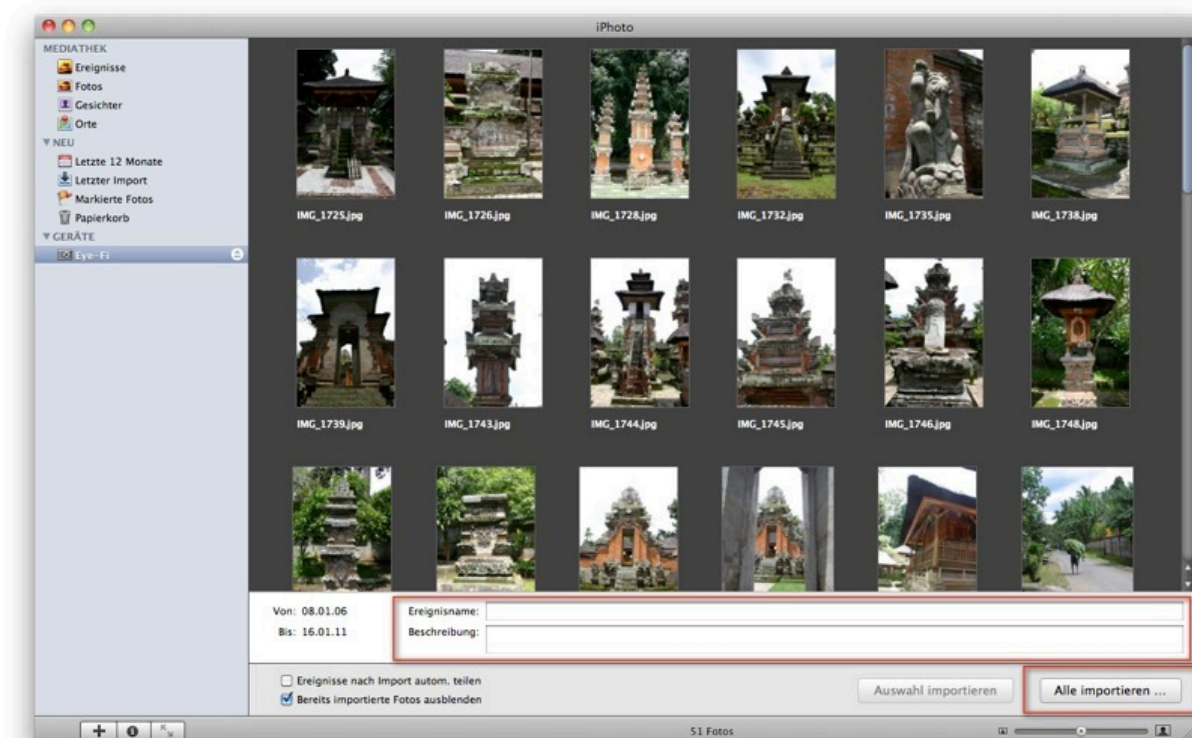 iPhoto
MEDIATHEK
Ereignisse
Fotos
Gesichter
Orte
NEU
Letzte 12 Monate
Letzter Import
Markierte Fotos
Papierkorb
GERÄTE
Eye-Fi
IMG_1725.jpg IMG_1726.jpg IMG_1728.jpg IMG_1732.jpg IMG_1735.jpg IMG_1738.jpg
IMG_1739.jpg IMG_1743.jpg IMG_1744.jpg IMG_1745.jpg IMG_1746.jpg IMG_1748.jpg
Von: 08.01.06 Ereignisname:
Bis: 16.01.11 Beschreibung:
Ereignisse nach Import autom. teilen
Bereits importierte Fotos ausblenden
Auswahl importieren Alle importieren ...
51 Fotos